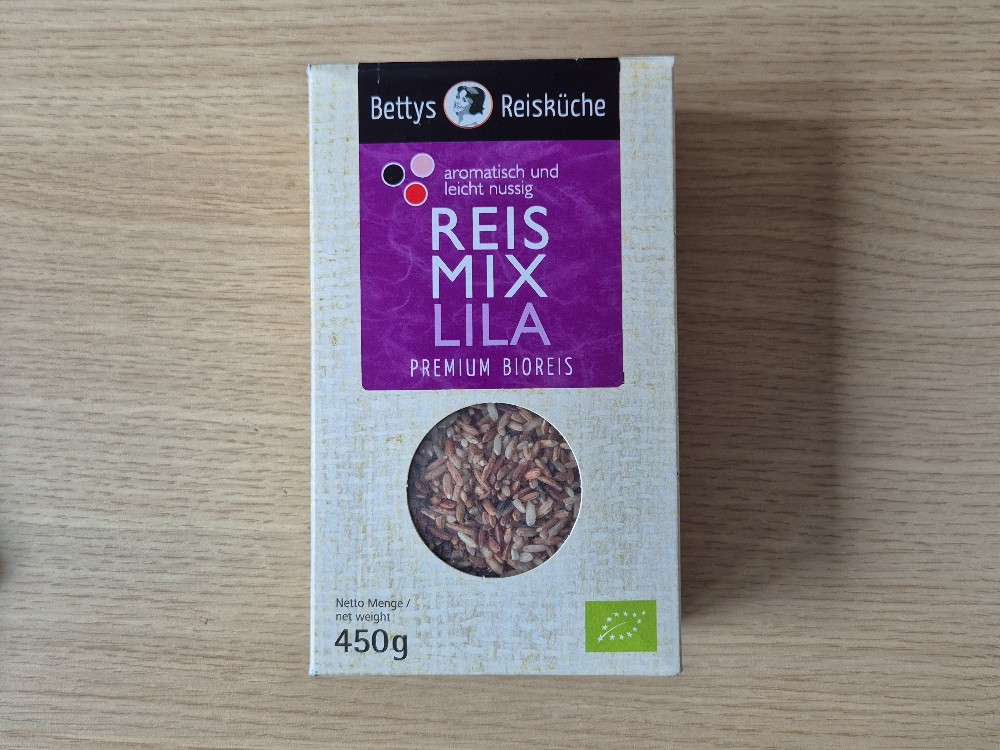 Bettys Reisküche
aromatisch und
leicht nussig
REIS
MIX
LILA
PREMIUM BIOREIS
Netto Menge /
net weight
450g